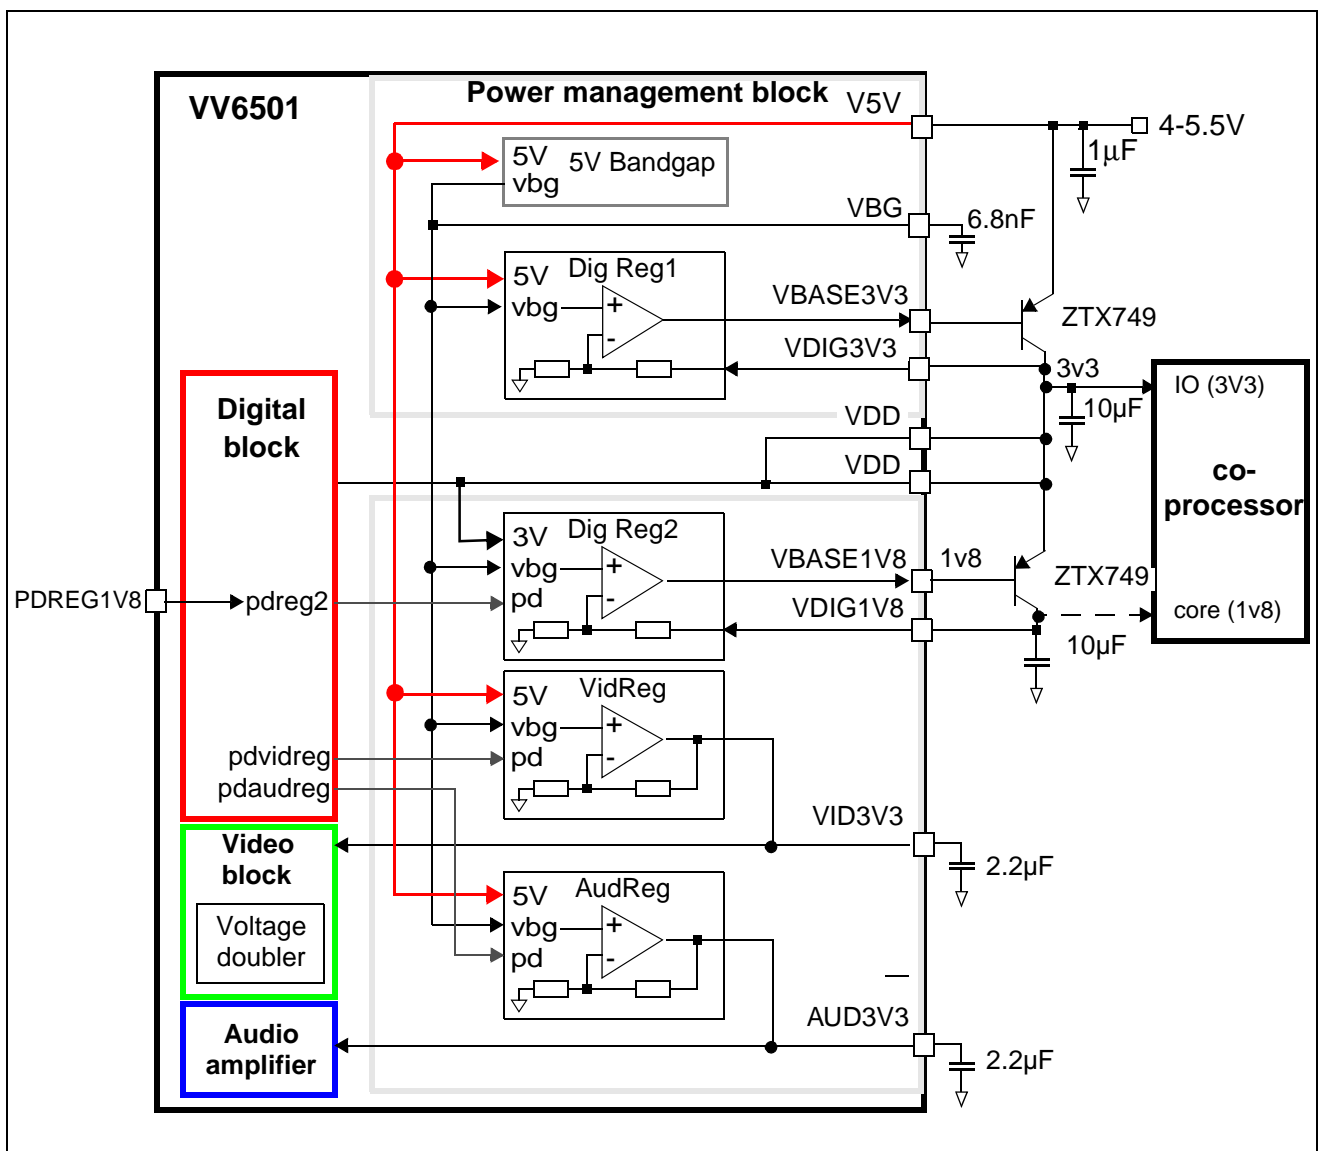 VV6501
Power management block
V5V
4-5.5V
1µF
5V
vbg
5V Bandgap
VBG
6.8nF
Dig Reg1
5V
vbg
+
-
VBASE3V3
ZTX749
VDIG3V3
3v3
IO (3V3)
10µF
VDD
VDD
Digital
block
co-
processor
Dig Reg2
3V
vbg
pd
+
-
VBASE1V8
1v8
ZTX749
PDREG1V8
pdreg2
VDIG1V8
core (1v8)
10µF
VidReg
5V
vbg
pd
+
-
pdvidreg
pdaudreg
VID3V3
2.2µF
Video
block
Voltage
doubler
AudReg
5V
vbg
pd
+
-
AUD3V3
2.2µF
Audio
amplifier